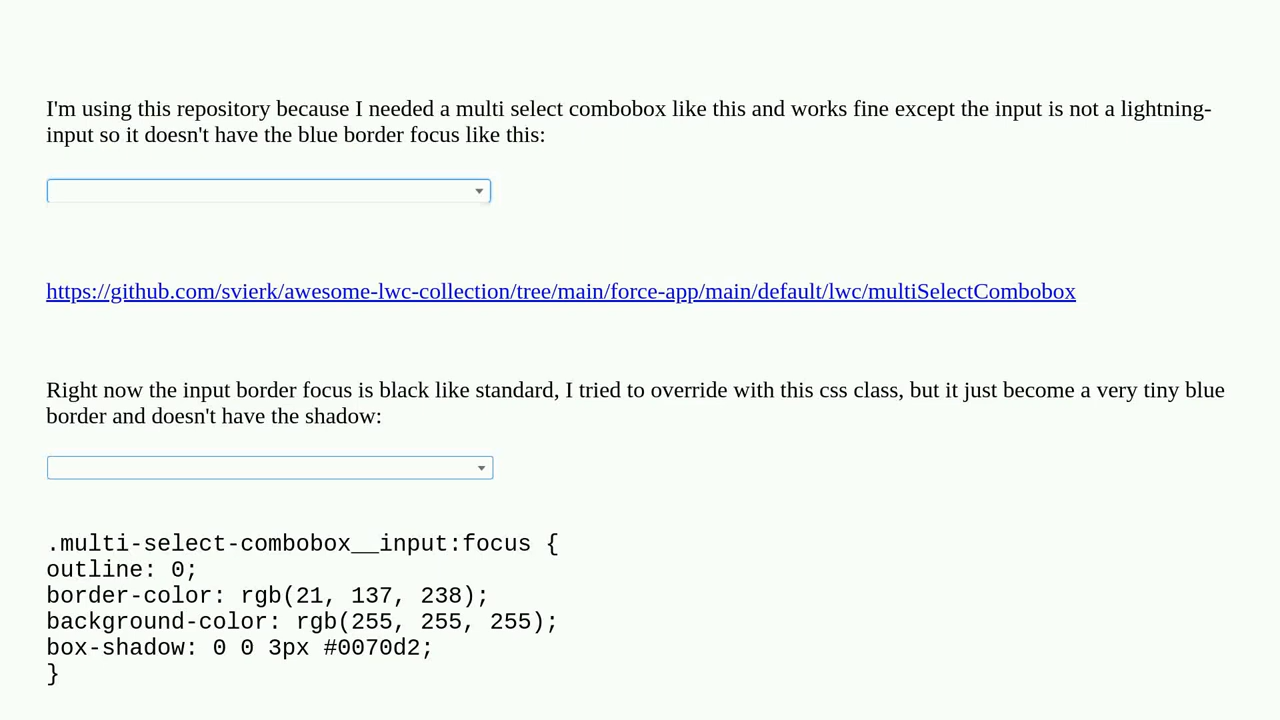 I'm using this repository because I needed a multi select combobox like this and works fine except the input is not a lightning-
input so it doesn't have the blue border focus like this:
https://github.com/svierk/awesome-lwc-collection/tree/main/force-app/main/default/lwc/multiSelectCombobox
Right now the input border focus is black like standard, I tried to override with this css class, but it just become a very tiny blue
border and doesn't have the shadow:
.multi-select-combobox__input:focus {
outline: 0;
border-color: rgb(21, 137, 238);
background-color: rgb(255, 255, 255);
box-shadow: 0 0 3px #0070d2;
}